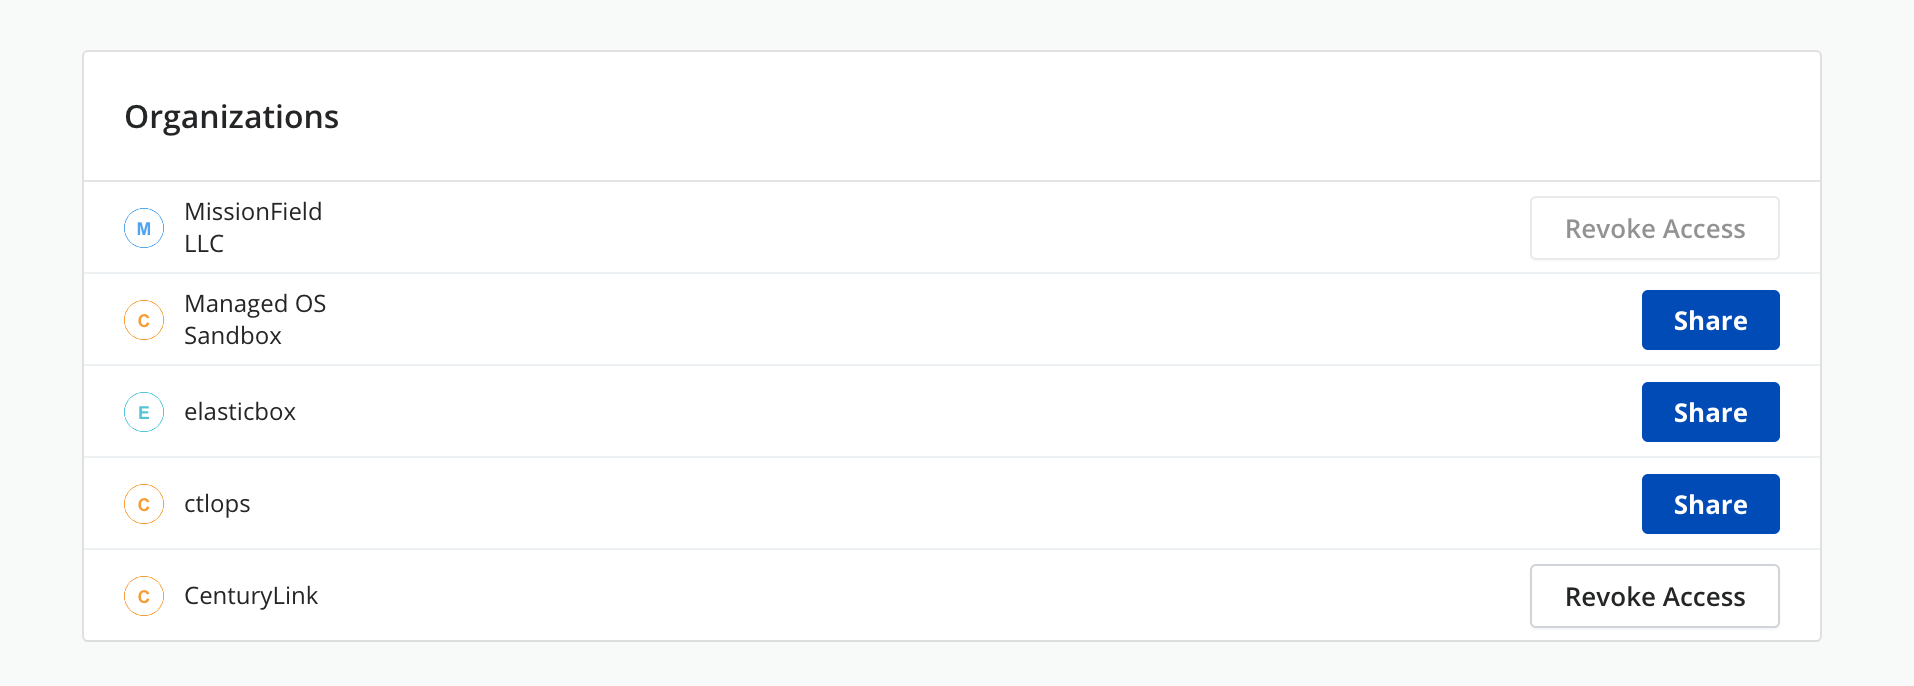 Organizations
M
MissionField
LLC
Revoke Access
C
Managed OS
Sandbox
Share
E
elasticbox
Share
C
ctlops
Share
C
CenturyLink
Revoke Access